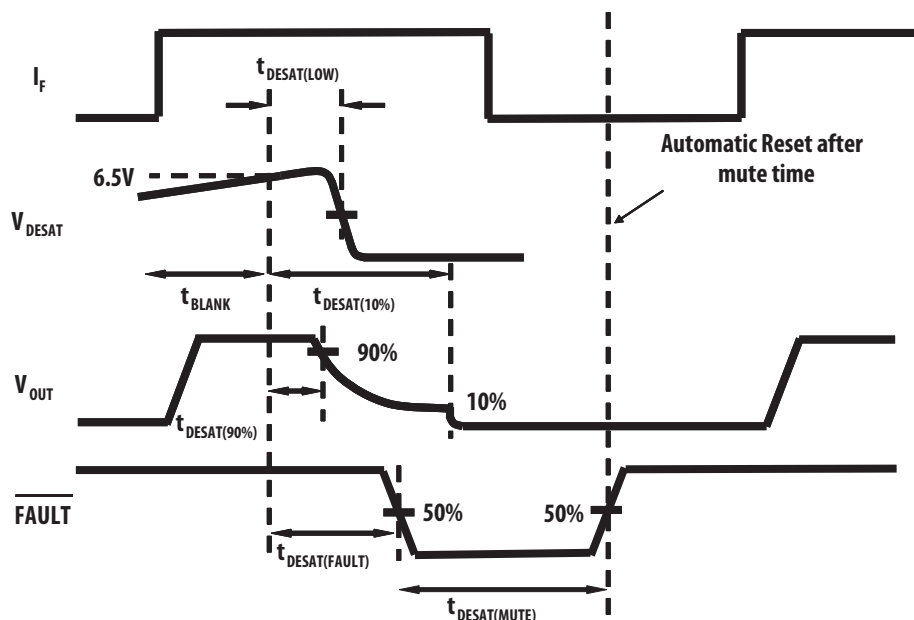 I_F
t_DESAT(LOW)
Automatic Reset after
mute time
6.5V
V_DESAT
t_BLANK
t_DESAT(10%)
90%
V_OUT
10%
t_DESAT(90%)
FAULT
50%
50%
t_DESAT(FAULT)
t_DESAT(MUTE)